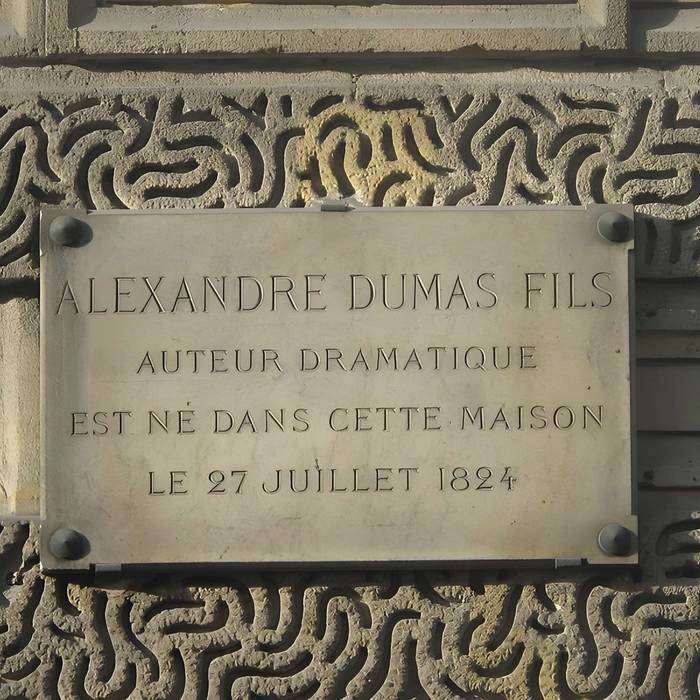 ALEXANDRE DUMAS FILS
AUTEUR DRAMATIQUE
EST NÉ DANS CETTE MAISON
LE 27 JUILLET 1824